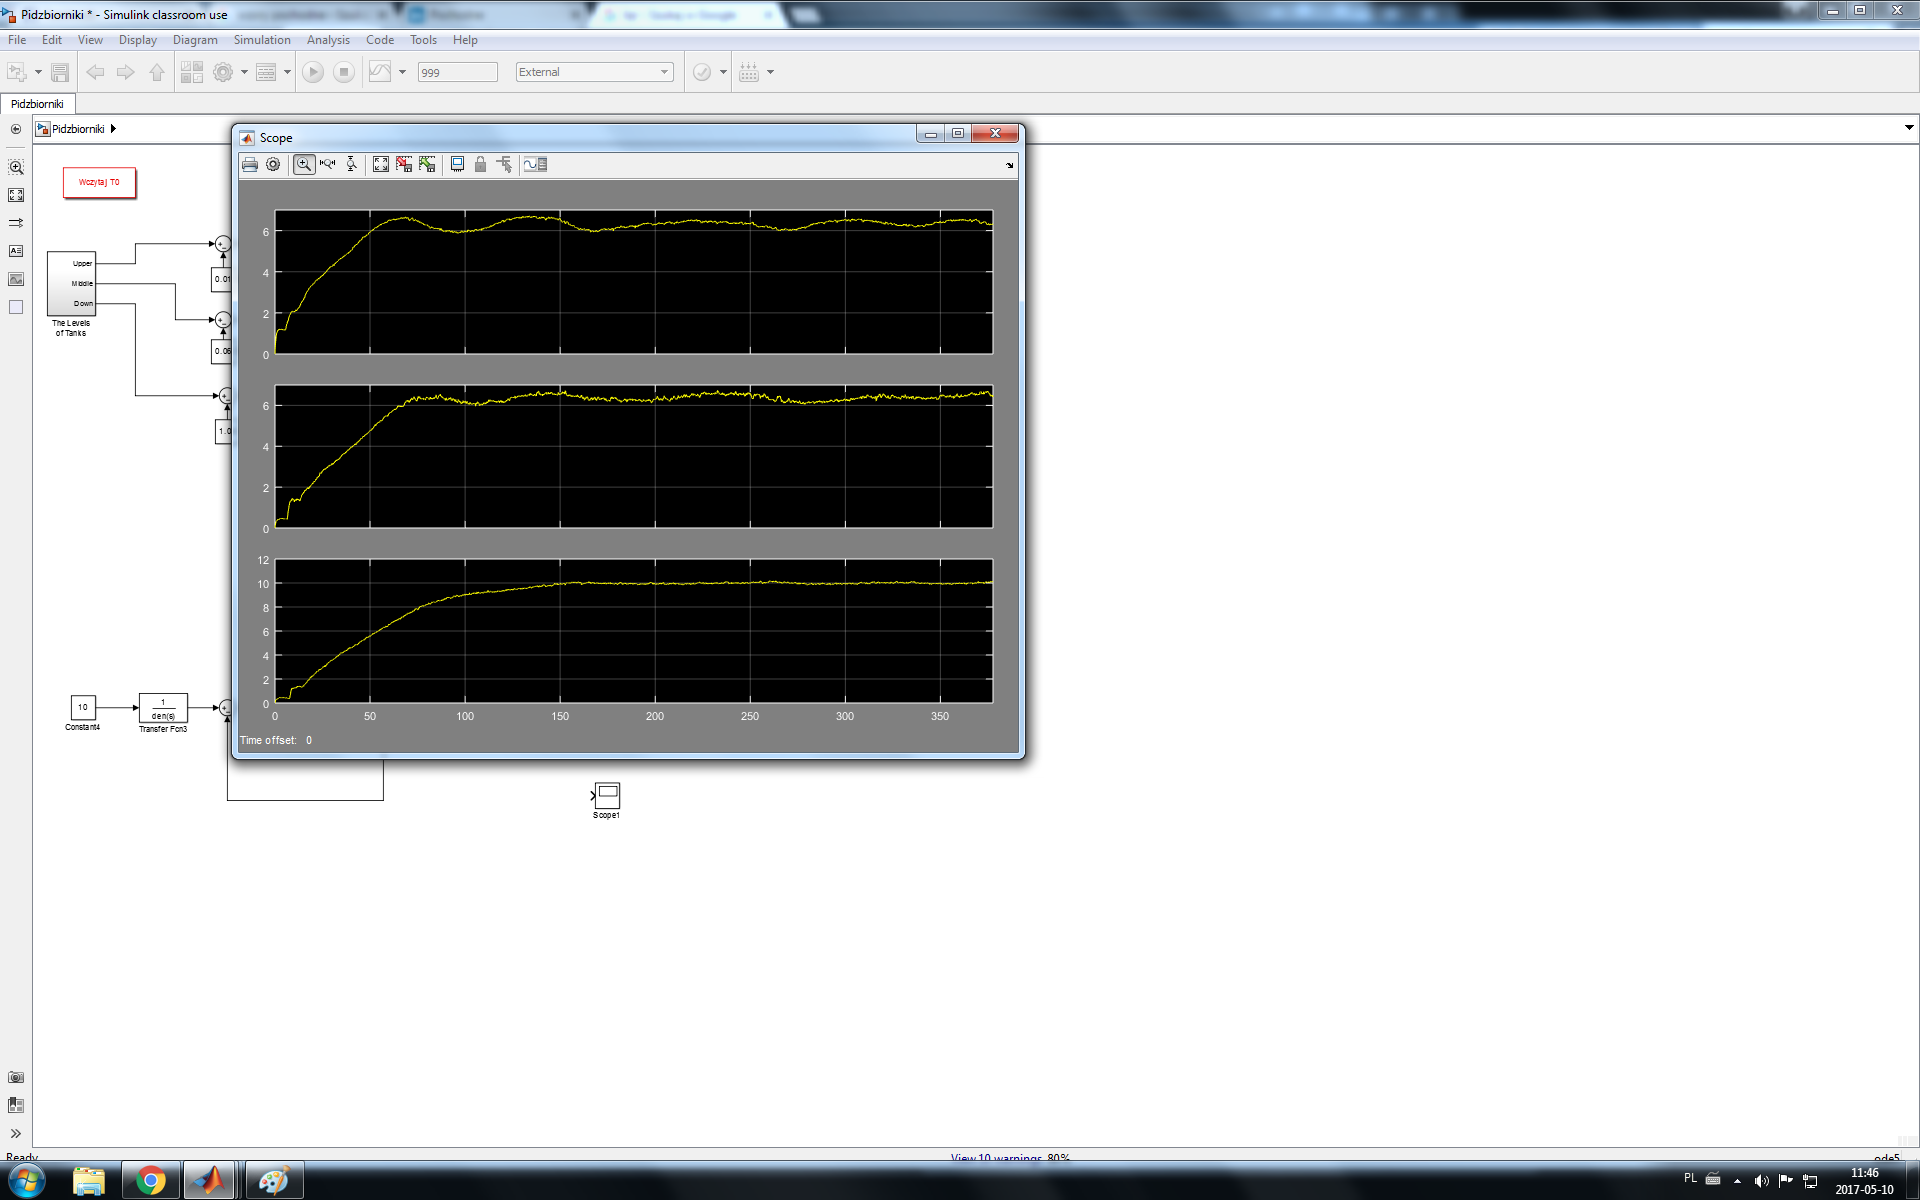 Pidzbiorniki * - Simulink classroom use
File Edit View Display Diagram Simulation Analysis Code Tools Help
999 External
Pidzbiorniki
Pidzbiorniki
Scope
Wczytaj T0
Upper
Middle
Down
The Levels
of Tanks
0.01
0.06
1.0
6
4
2
0
6
4
2
0
12
10
8
6
4
2
0
0 50 100 150 200 250 300 350
Time offset: 0
10
Constant4
1
den(s)
Transfer Fcn3
Scope1
Ready View 10 warnings 80% ode5
PL 11:46
2017-05-10